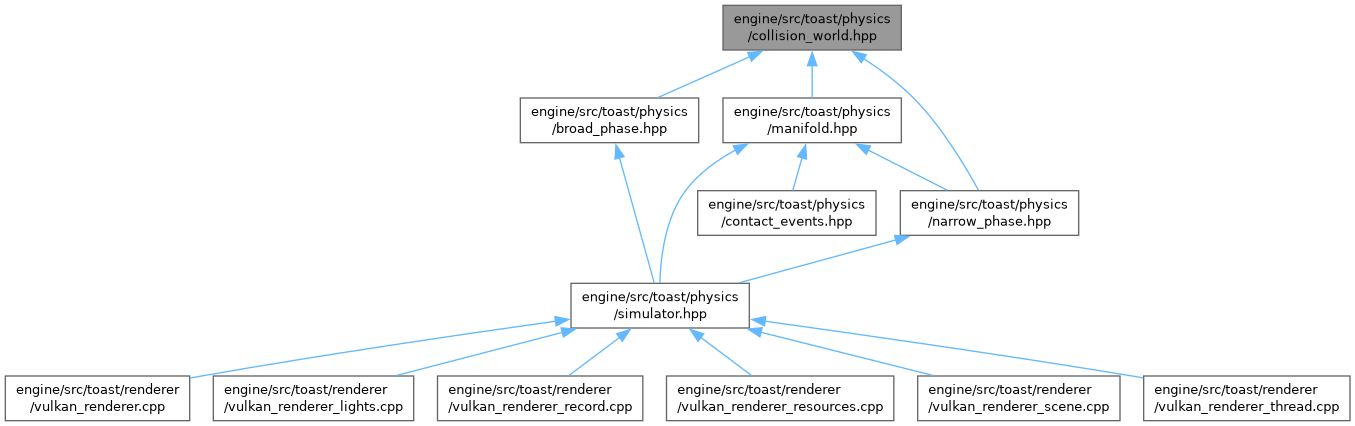 engine/src/toast/physics
/collision_world.hpp
engine/src/toast/physics
/broad_phase.hpp
engine/src/toast/physics
/manifold.hpp
engine/src/toast/physics
/contact_events.hpp
engine/src/toast/physics
/narrow_phase.hpp
engine/src/toast/physics
/simulator.hpp
engine/src/toast/renderer
/vulkan_renderer.cpp
engine/src/toast/renderer
/vulkan_renderer_lights.cpp
engine/src/toast/renderer
/vulkan_renderer_record.cpp
engine/src/toast/renderer
/vulkan_renderer_resources.cpp
engine/src/toast/renderer
/vulkan_renderer_scene.cpp
engine/src/toast/renderer
/vulkan_renderer_thread.cpp